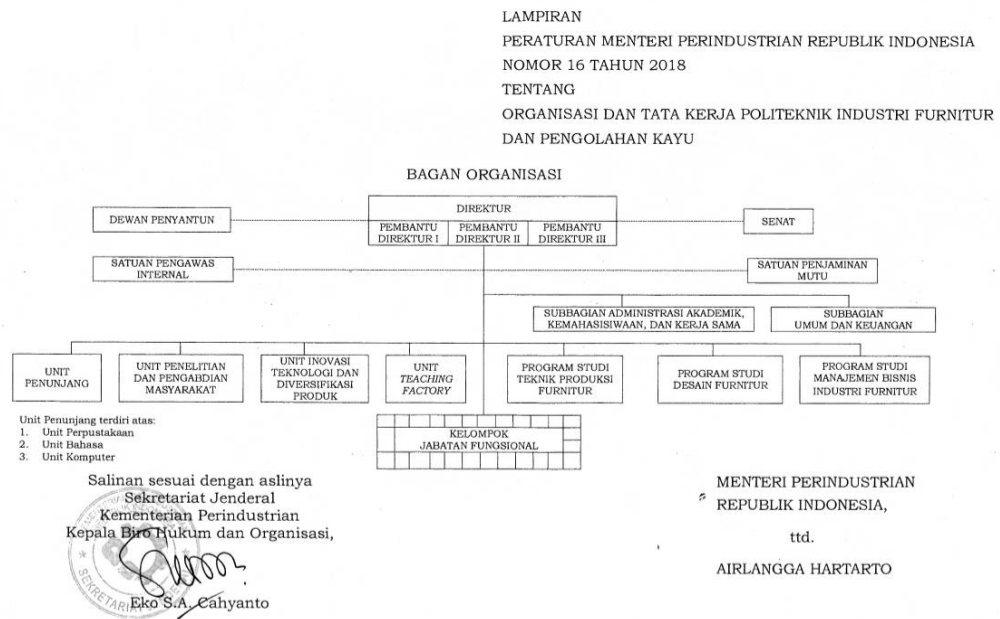 LAMPIRAN
PERATURAN MENTERI PERINDUSTRIAN REPUBLIK INDONESIA
NOMOR 16 TAHUN 2018
TENTANG
ORGANISASI DAN TATA KERJA POLITEKNIK INDUSTRI FURNITUR
DAN PENGOLAHAN KAYU
BAGAN ORGANISASI
DIREKTUR
DEWAN PENYANTUN
PEMBANTU
DIREKTUR I
PEMBANTU
DIREKTUR II
PEMBANTU
DIREKTUR III
SENAT
SATUAN PENGAWAS
INTERNAL
SATUAN PENJAMINAN
MUTU
SUBBAGIAN ADMINISTRASI AKADEMIK,
KEMAHASISIWAAN, DAN KERJA SAMA
SUBBAGIAN
UMUM DAN KEUANGAN
UNIT
PENUNJANG
UNIT PENELITIAN
DAN PENGABDIAN
MASYARAKAT
UNIT INOVASI
TEKNOLOGI DAN
DIVERSIFIKASI
PRODUK
UNIT
TEACHING
FACTORY
PROGRAM STUDI
TEKNIK PRODUKSI
FURNITUR
PROGRAM STUDI
DESAIN FURNITUR
PROGRAM STUDI
MANAJEMEN BISNIS
INDUSTRI FURNITUR
Unit Penunjang terdiri atas:
1. Unit Perpustakaan
2. Unit Bahasa
3. Unit Komputer
KELOMPOK
JABATAN FUNGSIONAL
Salinan sesuai dengan aslinya
Sekretariat Jenderal
Kementerian Perindustrian
Kepala Biro Hukum dan Organisasi,
Eko S.A. Cahyanto
MENTERI PERINDUSTRIAN
REPUBLIK INDONESIA,
ttd.
AIRLANGGA HARTARTO